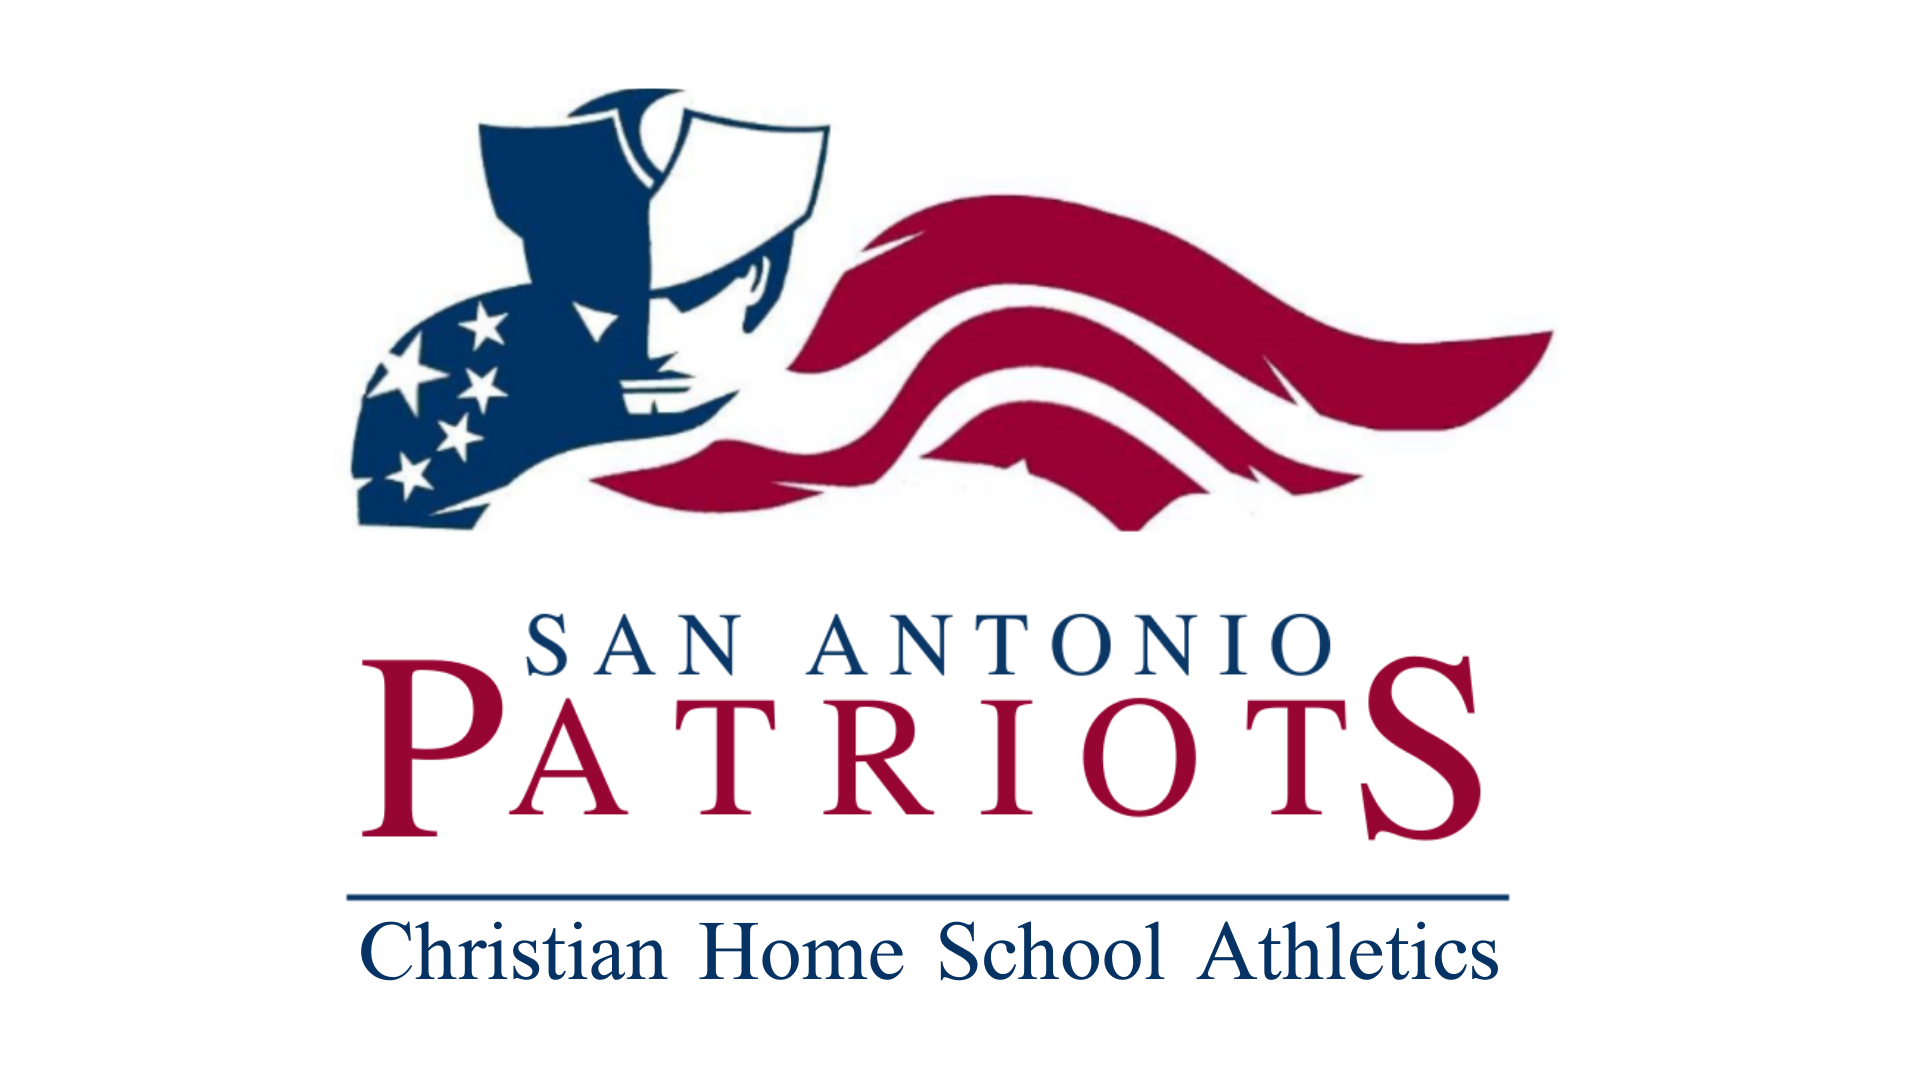 SAN ANTONIO
PATRIOTS
Christian Home School Athletics